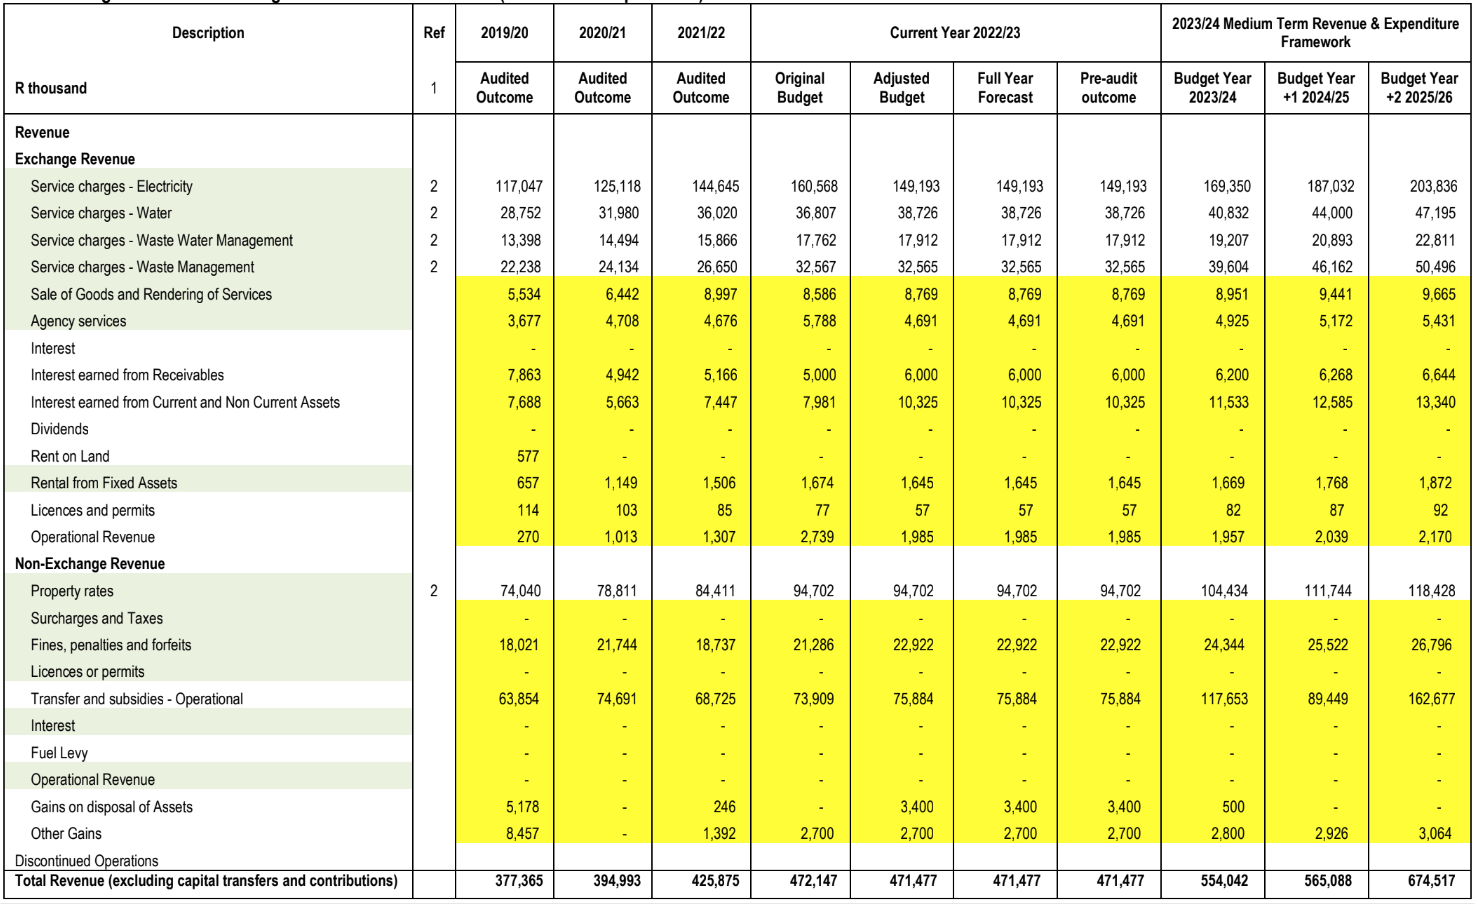 Description Ref 2019/20 2020/21 2021/22 Current Year 2022/23 2023/24 Medium Term Revenue & Expenditure Framework
R thousand 1 Audited Outcome Audited Outcome Audited Outcome Original Budget Adjusted Budget Full Year Forecast Pre-audit outcome Budget Year 2023/24 Budget Year +1 2024/25 Budget Year +2 2025/26
Revenue
Exchange Revenue
Service charges - Electricity 2 117,047 125,118 144,645 160,568 149,193 149,193 149,193 169,350 187,032 203,836
Service charges - Water 2 28,752 31,980 36,020 36,807 38,726 38,726 38,726 40,832 44,000 47,195
Service charges - Waste Water Management 2 13,398 14,494 15,866 17,762 17,912 17,912 17,912 19,207 20,893 22,811
Service charges - Waste Management 2 22,238 24,134 26,650 32,567 32,565 32,565 32,565 39,604 46,162 50,496
Sale of Goods and Rendering of Services 5,534 6,442 8,997 8,586 8,769 8,769 8,769 8,951 9,441 9,665
Agency services 3,677 4,708 4,676 5,788 4,691 4,691 4,691 4,925 5,172 5,431
Interest - - - - - - - - - -
Interest earned from Receivables 7,863 4,942 5,166 5,000 6,000 6,000 6,000 6,200 6,268 6,644
Interest earned from Current and Non Current Assets 7,688 5,663 7,447 7,981 10,325 10,325 10,325 11,533 12,585 13,340
Dividends - - - - - - - - - -
Rent on Land 577 - - - - - - - - -
Rental from Fixed Assets 657 1,149 1,506 1,674 1,645 1,645 1,645 1,669 1,768 1,872
Licences and permits 114 103 85 77 57 57 57 82 87 92
Operational Revenue 270 1,013 1,307 2,739 1,985 1,985 1,985 1,957 2,039 2,170
Non-Exchange Revenue
Property rates 2 74,040 78,811 84,411 94,702 94,702 94,702 94,702 104,434 111,744 118,428
Surcharges and Taxes - - - - - - - - - -
Fines, penalties and forfeits 18,021 21,744 18,737 21,286 22,922 22,922 22,922 24,344 25,522 26,796
Licences or permits - - - - - - - - - -
Transfer and subsidies - Operational 63,854 74,691 68,725 73,909 75,884 75,884 75,884 117,653 89,449 162,677
Interest - - - - - - - - - -
Fuel Levy - - - - - - - - - -
Operational Revenue - - - - - - - - - -
Gains on disposal of Assets 5,178 - 246 - 3,400 3,400 3,400 500 - -
Other Gains 8,457 - 1,392 2,700 2,700 2,700 2,700 2,800 2,926 3,064
Discontinued Operations
Total Revenue (excluding capital transfers and contributions) 377,365 394,993 425,875 472,147 471,477 471,477 471,477 554,042 565,088 674,517